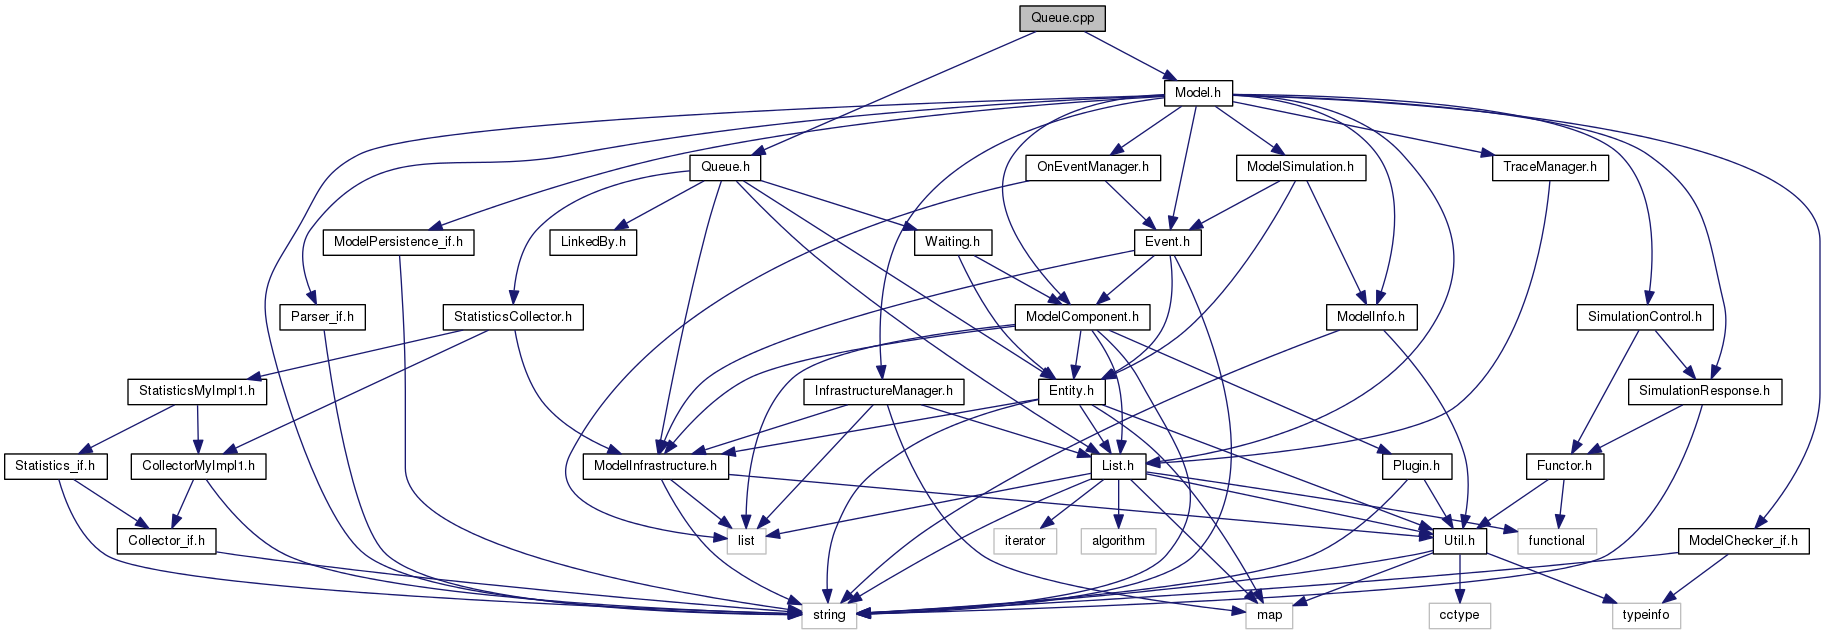 Queue.cpp
Model.h
Queue.h
OnEventManager.h
ModelSimulation.h
TraceManager.h
ModelPersistence_if.h
LinkedBy.h
Waiting.h
Event.h
Parser_if.h
StatisticsCollector.h
ModelComponent.h
ModelInfo.h
SimulationControl.h
StatisticsMyImpl1.h
InfrastructureManager.h
Entity.h
SimulationResponse.h
Statistics_if.h
CollectorMyImpl1.h
ModelInfrastructure.h
List.h
Plugin.h
Functor.h
Collector_if.h
list
iterator
algorithm
Util.h
functional
ModelChecker_if.h
string
map
cctype
typeinfo